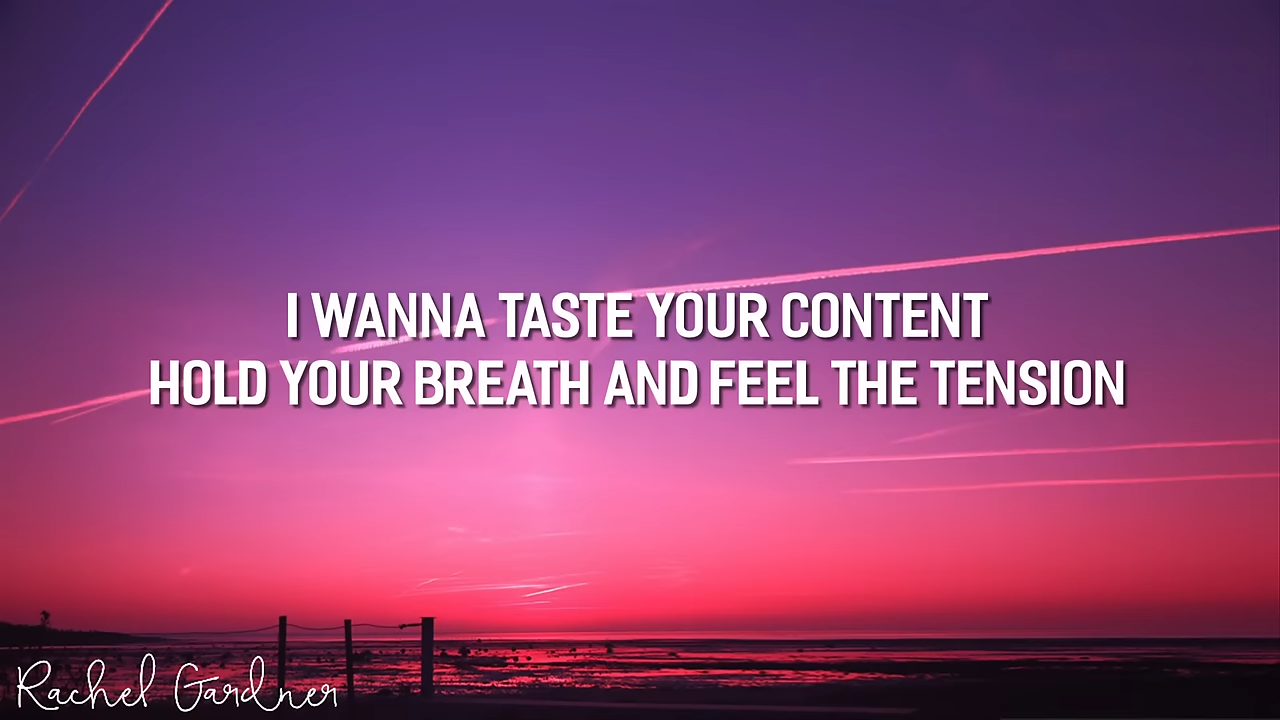 I WANNA TASTE YOUR CONTENT
HOLD YOUR BREATH AND FEEL THE TENSION
Rachel Gardner